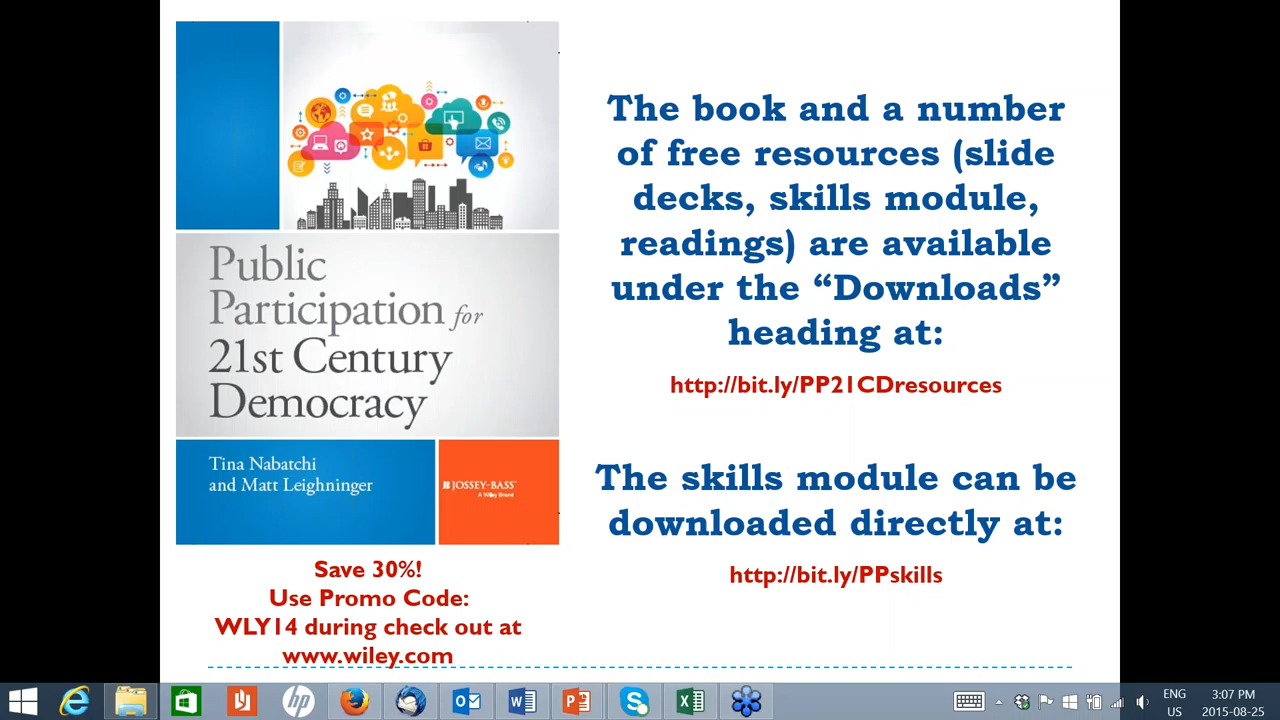 Public
Participation for
21st Century
Democracy
Tina Nabatchi
and Matt Leighninger
JOSSEY-BASS™
A Wiley Brand
Save 30%!
Use Promo Code:
WLY14 during check out at
www.wiley.com
The book and a number
of free resources (slide
decks, skills module,
readings) are available
under the “Downloads”
heading at:
http://bit.ly/PP21CDresources
The skills module can be
downloaded directly at:
http://bit.ly/PPskills
ENG
US
3:07 PM
2015-08-25